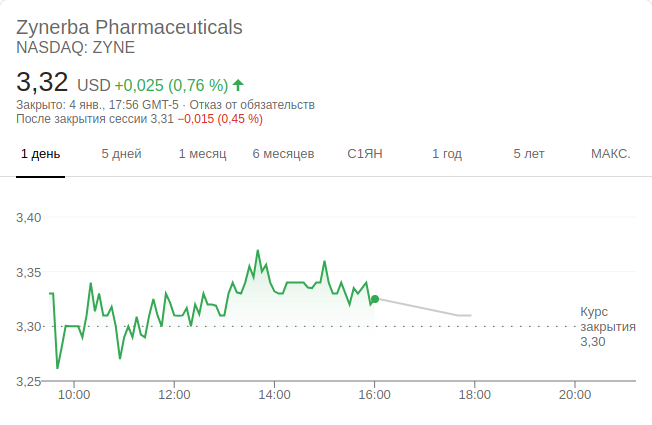 Zynerba Pharmaceuticals
NASDAQ: ZYNE
3,32 USD +0,025 (0,76 %)
Закрыто: 4 янв., 17:56 GMT-5 · Отказ от обязательств
После закрытия сессии 3,31 −0,015 (0,45 %)
1 день 5 дней 1 месяц 6 месяцев С1ЯН 1 год 5 лет МАКС.
3,40
3,35
3,30
3,25
Курс
закрытия
3,30
10:00 12:00 14:00 16:00 18:00 20:00